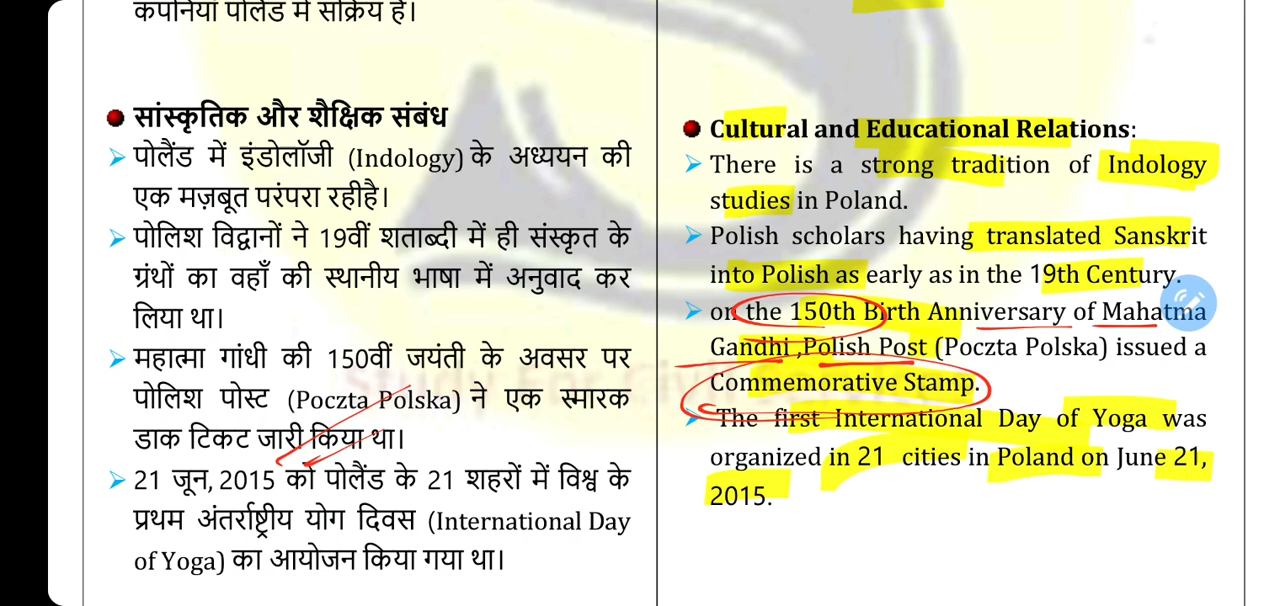 कंपनियाँ पोलैंड में सक्रिय हैं।
सांस्कृतिक और शैक्षिक संबंध
पोलैंड में इंडोलॉजी (Indology) के अध्ययन की
एक मज़बूत परंपरा रहीहै।
पोलिश विद्वानों ने 19वीं शताब्दी में ही संस्कृत के
ग्रंथों का वहाँ की स्थानीय भाषा में अनुवाद कर
लिया था।
महात्मा गांधी की 150वीं जयंती के अवसर पर
पोलिश पोस्ट (Poczta Polska) ने एक स्मारक
डाक टिकट जारी किया था।
21 जून, 2015 को पोलैंड के 21 शहरों में विश्व के
प्रथम अंतर्राष्ट्रीय योग दिवस (International Day
of Yoga) का आयोजन किया गया था।
Cultural and Educational Relations:
There is a strong tradition of Indology
studies in Poland.
Polish scholars having translated Sanskrit
into Polish as early as in the 19th Century.
on the 150th Birth Anniversary of Mahatma
Gandhi ,Polish Post (Poczta Polska) issued a
Commemorative Stamp.
The first International Day of Yoga was
organized in 21 cities in Poland on June 21,
2015.